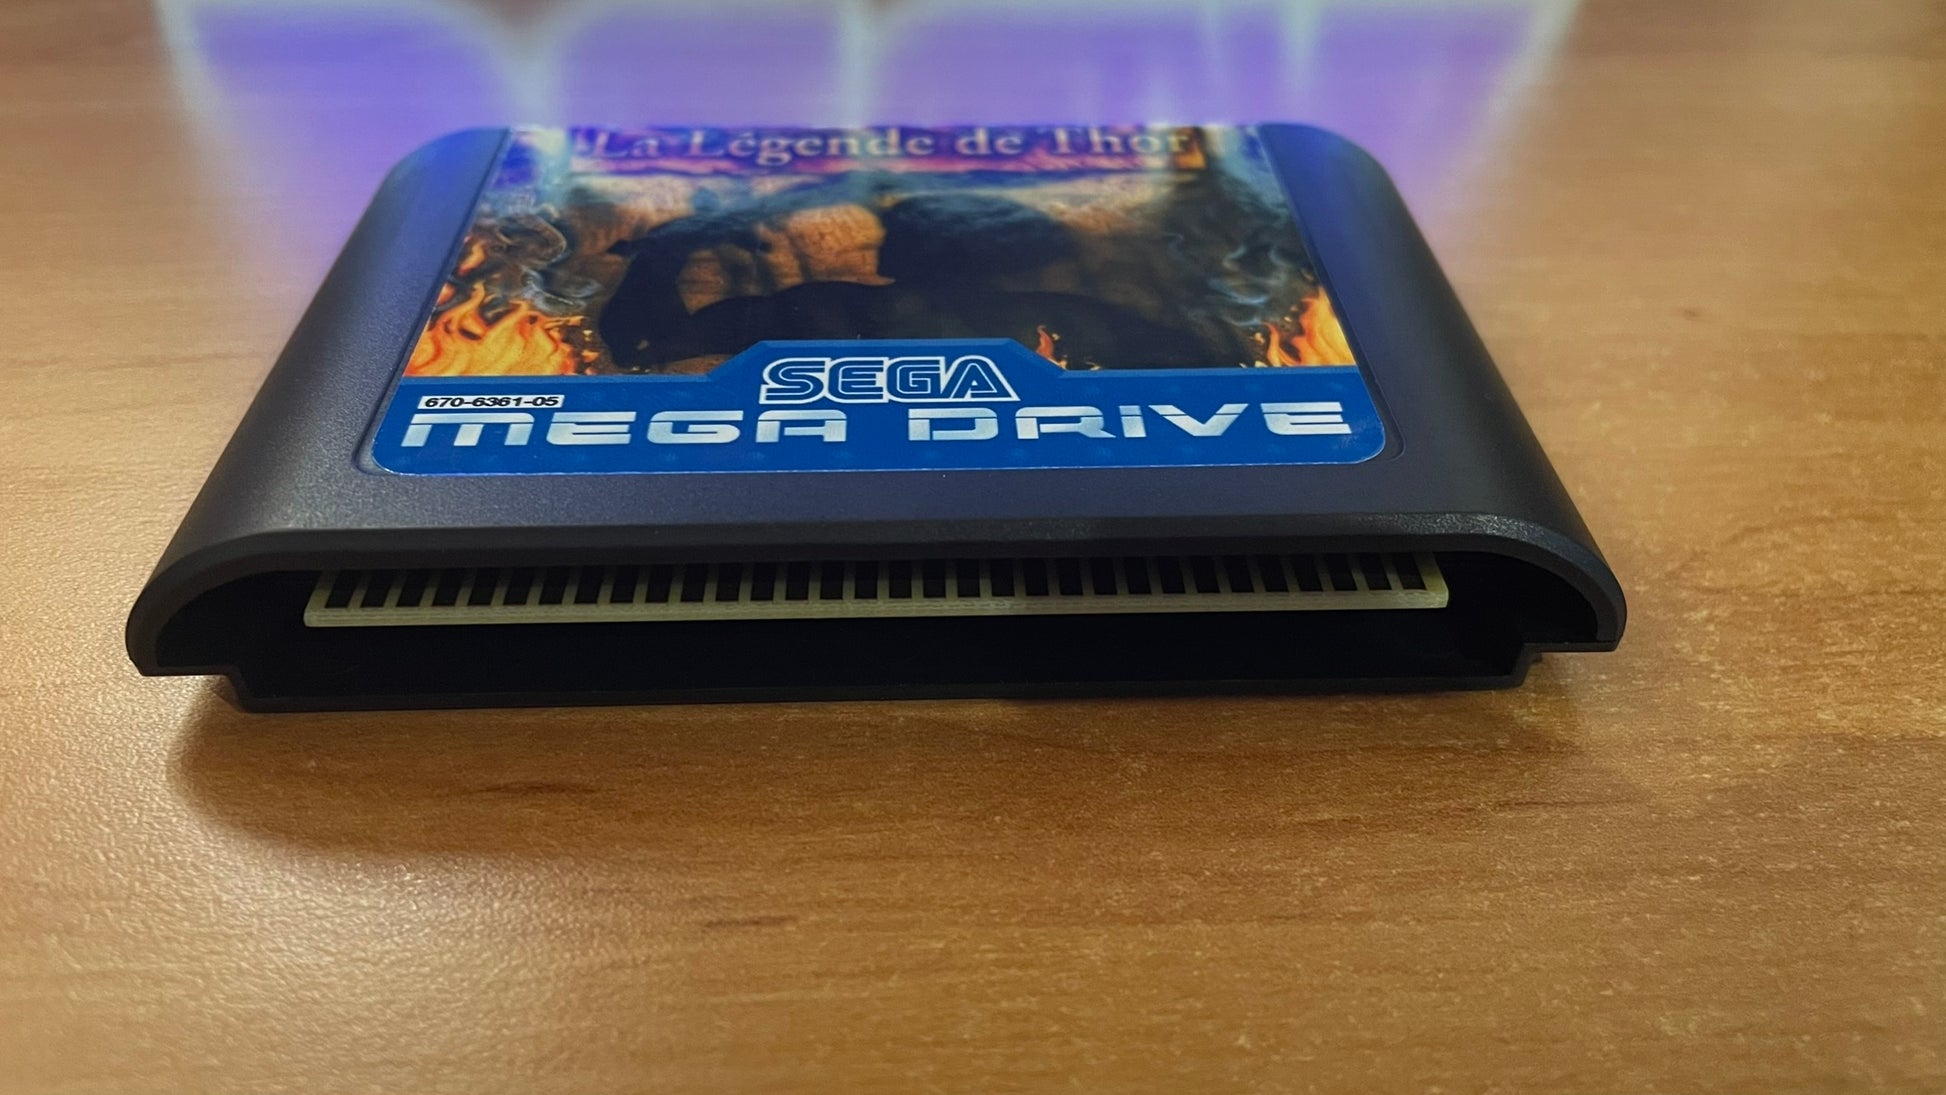 La Légende de Thor
SEGA
670-6361-05
MEGA DRIVE